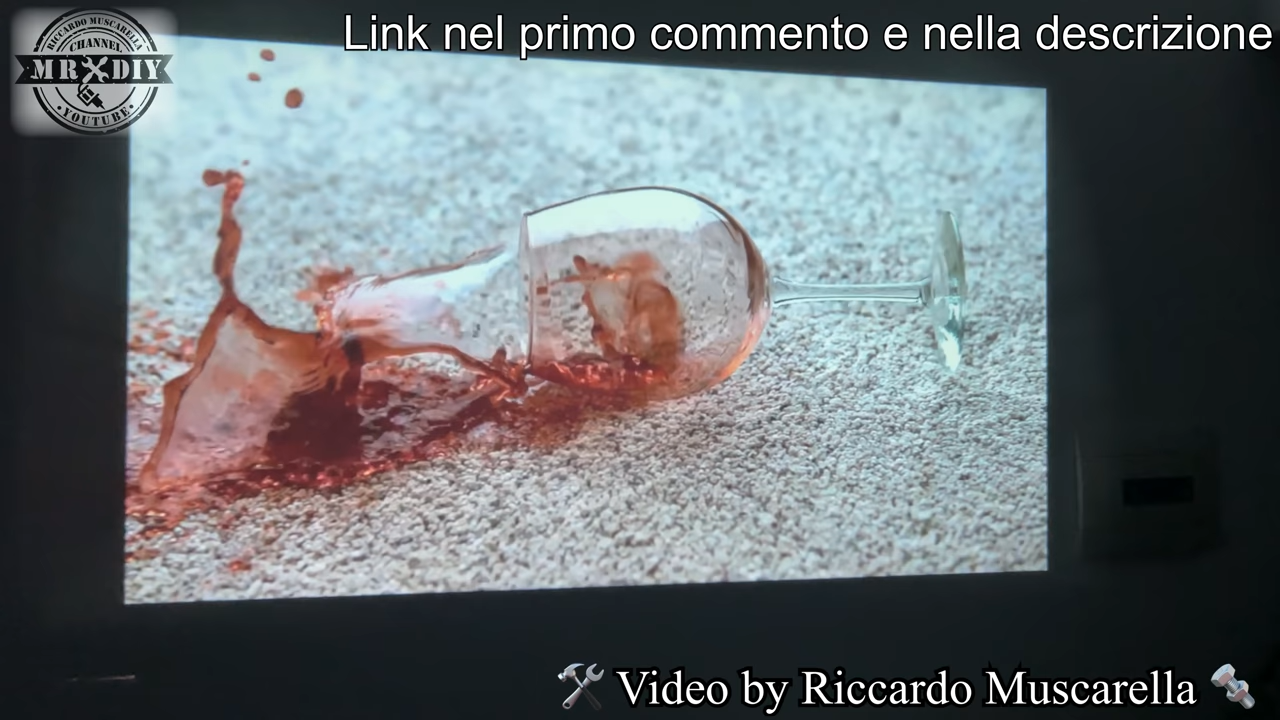 Link nel primo commento e nella descrizione
RICCARDO MUSCARELLA
CHANNEL
MR DIY
YOUTUBE
Video by Riccardo Muscarella